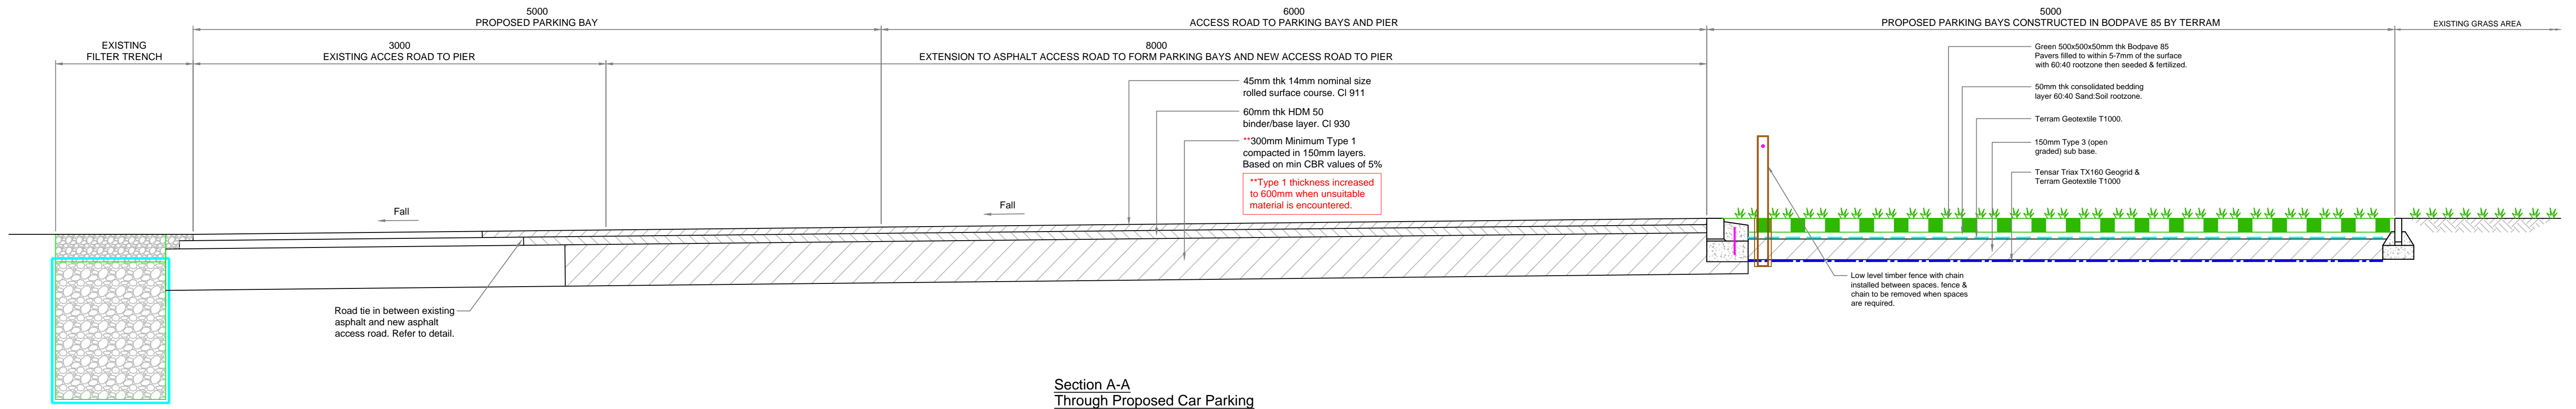 5000
PROPOSED PARKING BAY
6000
ACCESS ROAD TO PARKING BAYS AND PIER
5000
PROPOSED PARKING BAYS CONSTRUCTED IN BODPAVE 85 BY TERRAM
EXISTING GRASS AREA
EXISTING
FILTER TRENCH
3000
EXISTING ACCES ROAD TO PIER
8000
EXTENSION TO ASPHALT ACCESS ROAD TO FORM PARKING BAYS AND NEW ACCESS ROAD TO PIER
45mm thk 14mm nominal size
rolled surface course. Cl 911
60mm thk HDM 50
binder/base layer. Cl 930
**300mm Minimum Type 1
compacted in 150mm layers.
Based on min CBR values of 5%
**Type 1 thickness increased
to 600mm when unsuitable
material is encountered.
Green 500x500x50mm thk Bodpave 85
Pavers filled to within 5-7mm of the surface
with 60:40 rootzone then seeded & fertilized.
50mm thk consolidated bedding
layer 60:40 Sand:Soil rootzone.
Terram Geotextile T1000.
150mm Type 3 (open
graded) sub base.
Tensar Triax TX160 Geogrid &
Terram Geotextile T1000
Fall
Fall
Road tie in between existing
asphalt and new asphalt
access road. Refer to detail.
Low level timber fence with chain
installed between spaces. fence &
chain to be removed when spaces
are required.
Section A-A
Through Proposed Car Parking